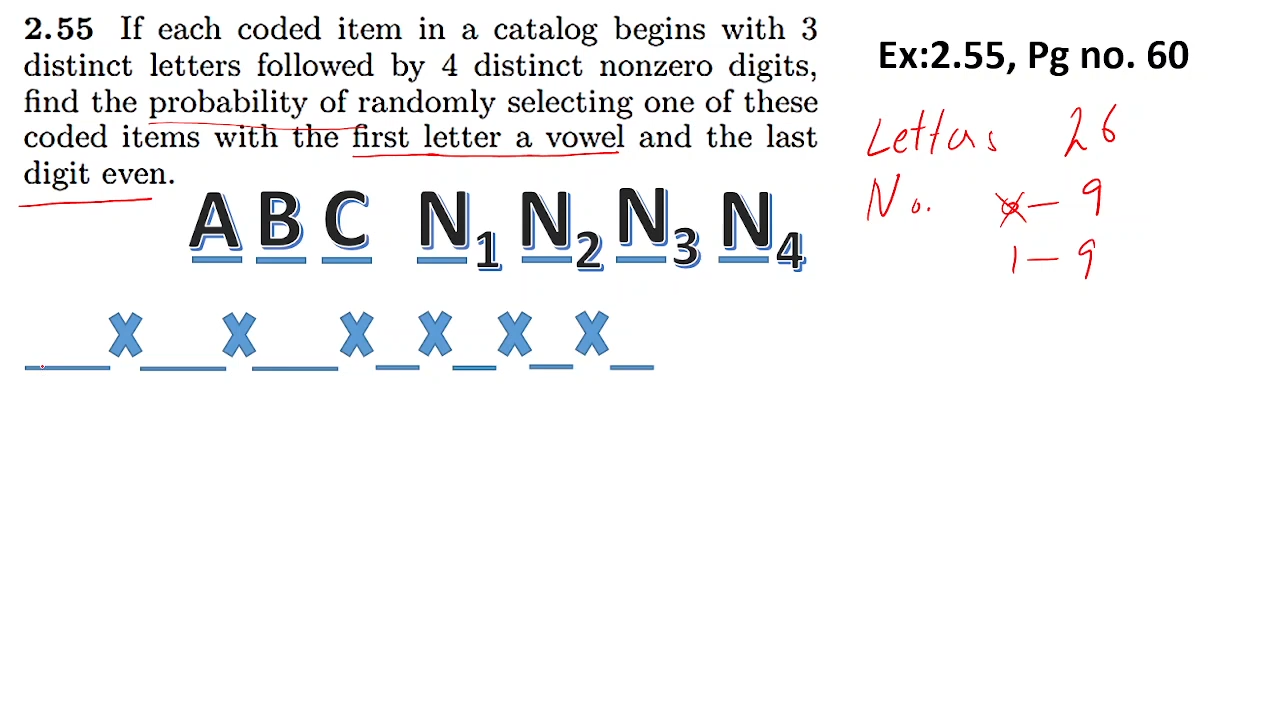 2.55 If each coded item in a catalog begins with 3
distinct letters followed by 4 distinct nonzero digits,
find the probability of randomly selecting one of these
coded items with the first letter a vowel and the last
digit even.
Ex:2.55, Pg no. 60
Letters 26
No. 0 – 9
1 – 9
A B C N1 N2 N3 N4
X X X X X X